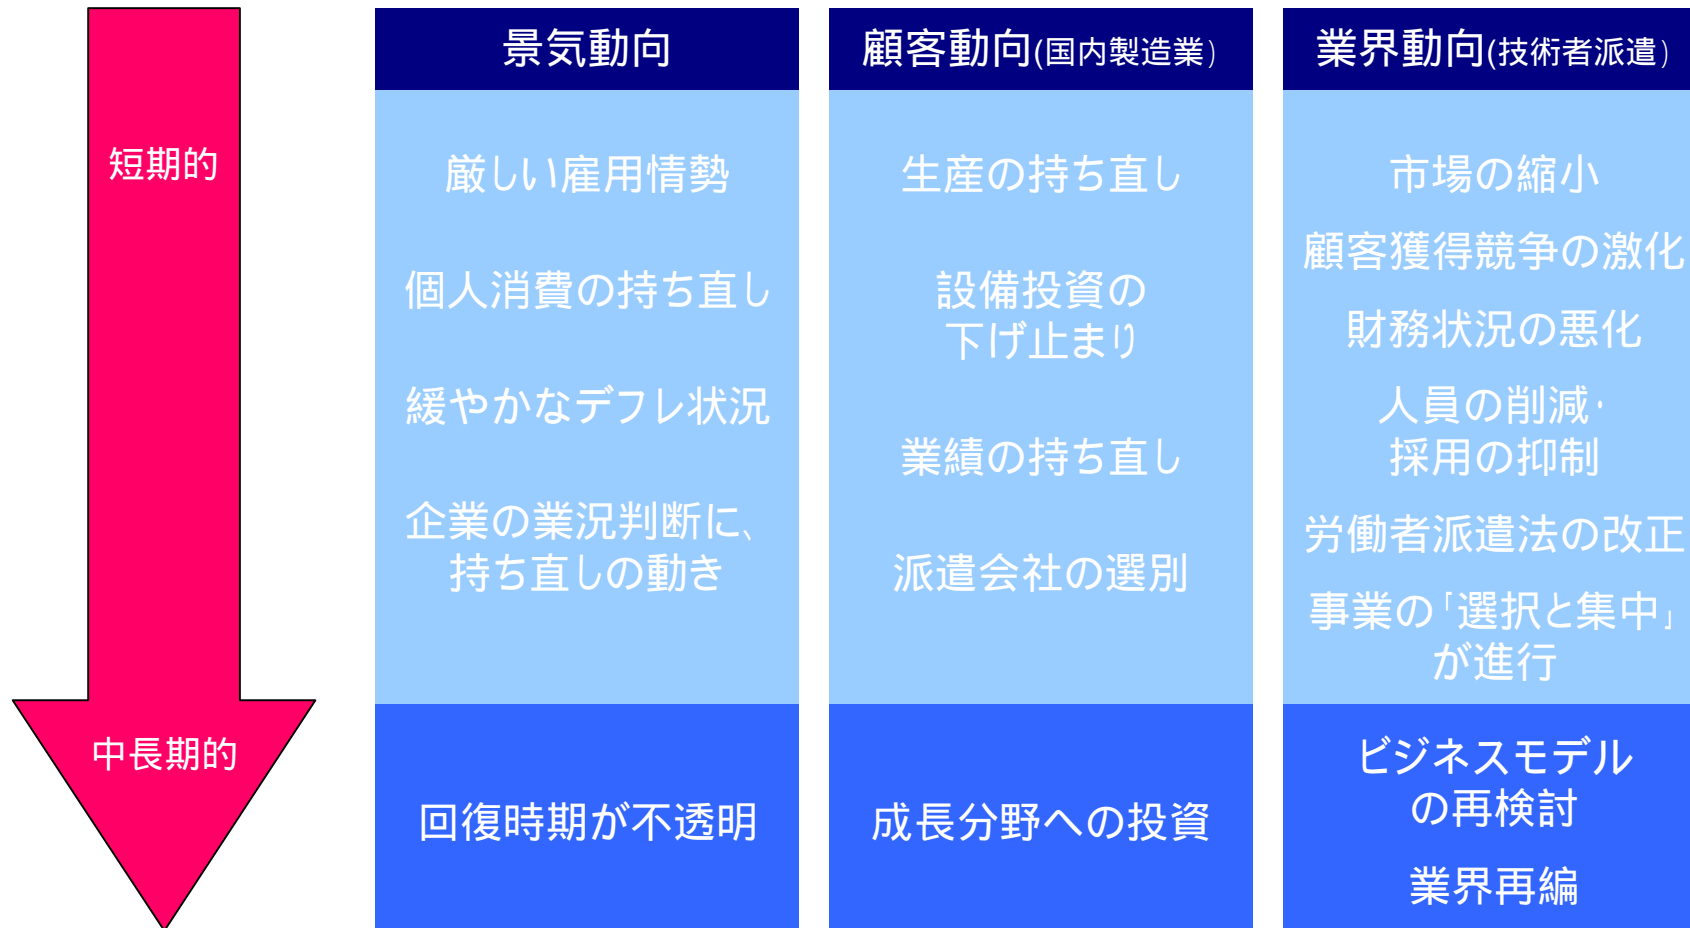 短期的
中長期的
景気動向
厳しい雇用情勢
個人消費の持ち直し
緩やかなデフレ状況
企業の業況判断に、
持ち直しの動き
回復時期が不透明
顧客動向(国内製造業)
生産の持ち直し
設備投資の
下げ止まり
業績の持ち直し
派遣会社の選別
成長分野への投資
業界動向(技術者派遣)
市場の縮小
顧客獲得競争の激化
財務状況の悪化
人員の削減・
採用の抑制
労働者派遣法の改正
事業の「選択と集中」
が進行
ビジネスモデル
の再検討
業界再編